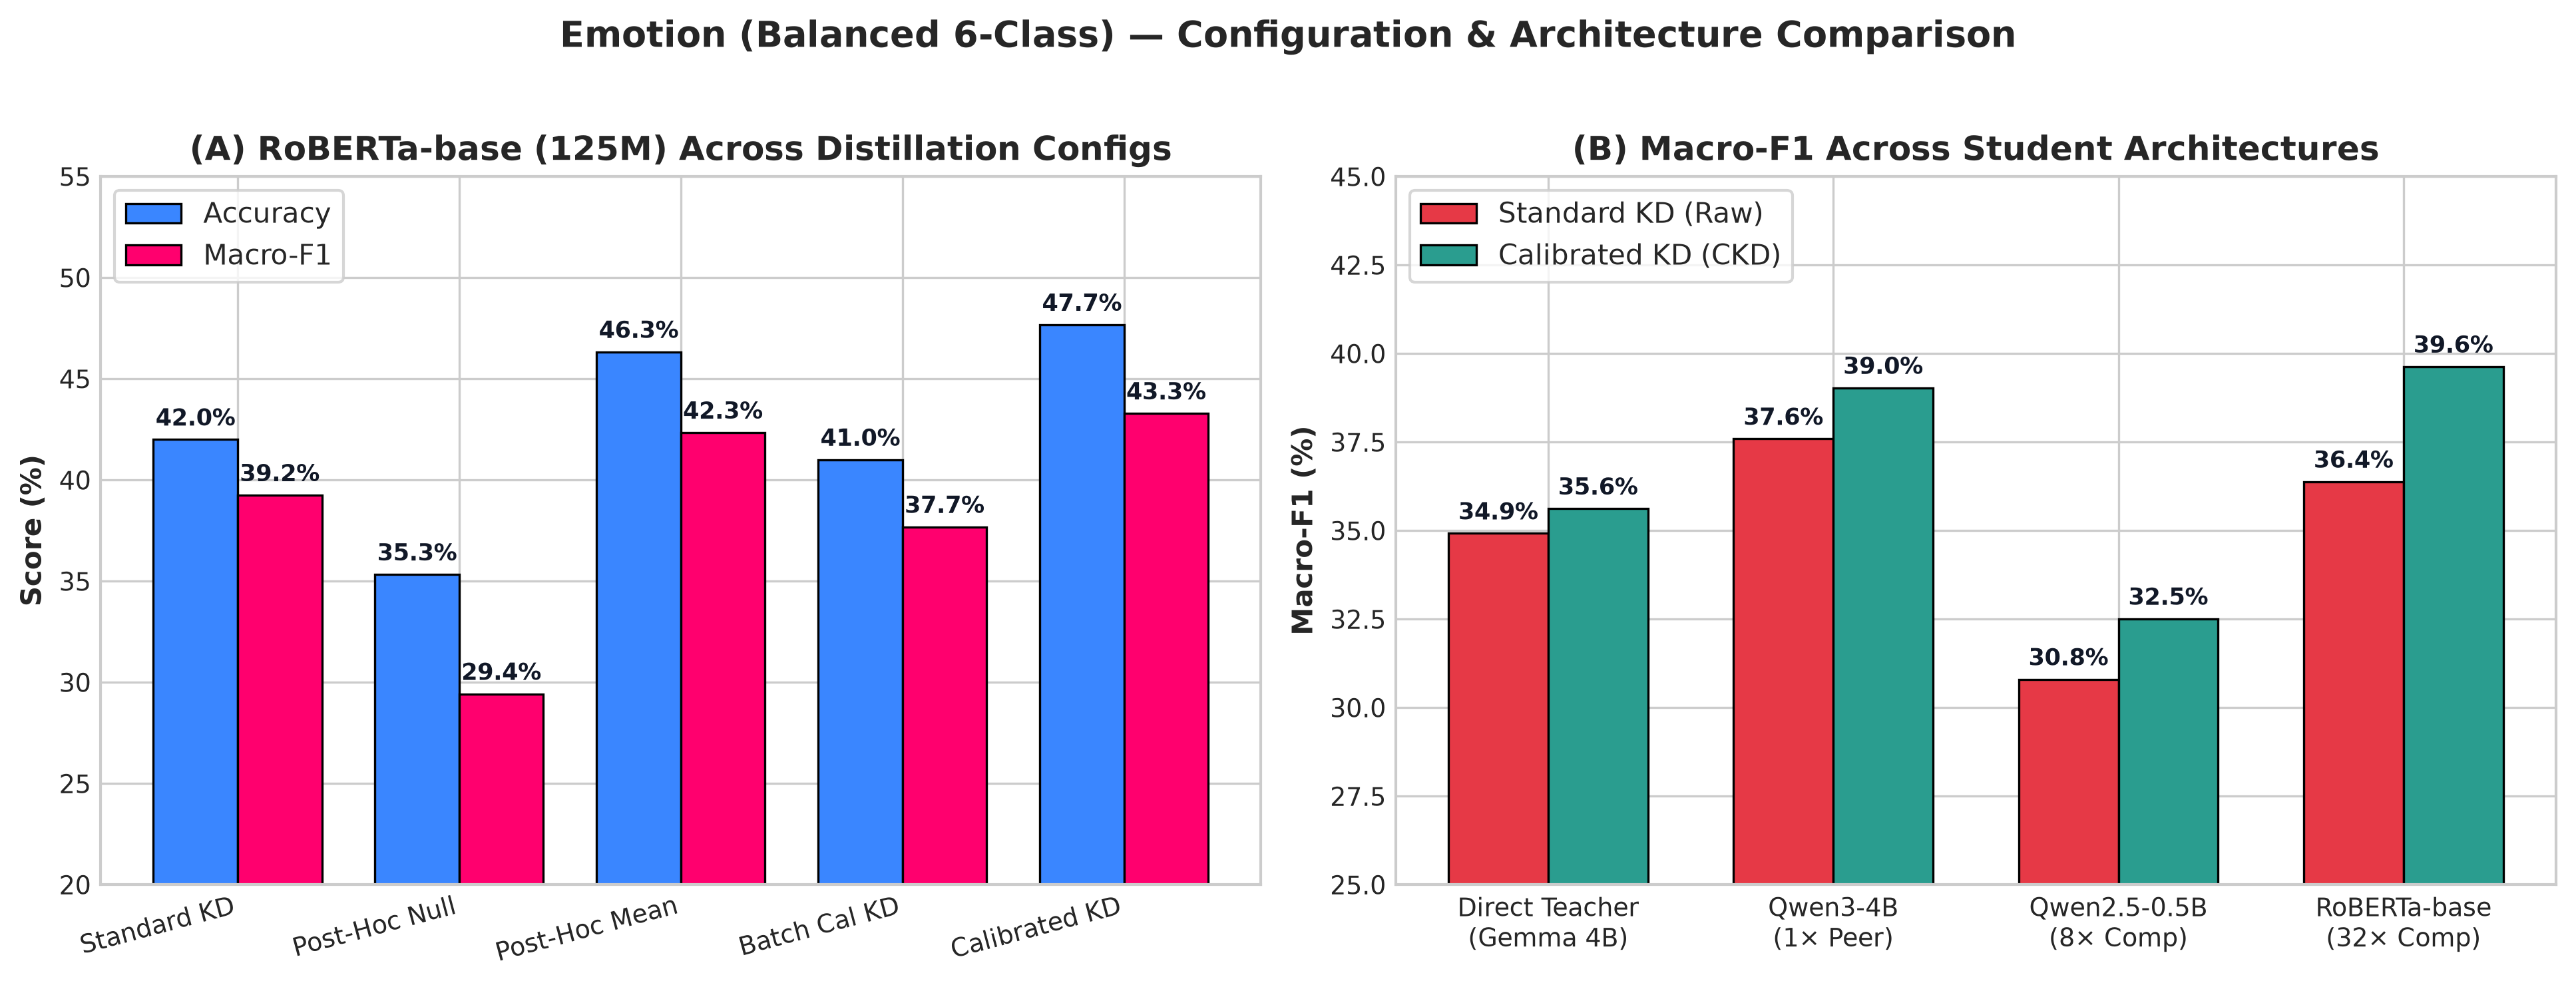 Emotion (Balanced 6-Class) — Configuration & Architecture Comparison
(A) RoBERTa-base (125M) Across Distillation Configs
Accuracy
Macro-F1
Score (%)
55
50
45
40
35
30
25
20
42.0%
39.2%
35.3%
29.4%
46.3%
42.3%
41.0%
37.7%
47.7%
43.3%
Standard KD
Post-Hoc Null
Post-Hoc Mean
Batch Cal KD
Calibrated KD
(B) Macro-F1 Across Student Architectures
Standard KD (Raw)
Calibrated KD (CKD)
Macro-F1 (%)
45.0
42.5
40.0
37.5
35.0
32.5
30.0
27.5
25.0
34.9%
35.6%
37.6%
39.0%
30.8%
32.5%
36.4%
39.6%
Direct Teacher
(Gemma 4B)
Qwen3-4B
(1× Peer)
Qwen2.5-0.5B
(8× Comp)
RoBERTa-base
(32× Comp)